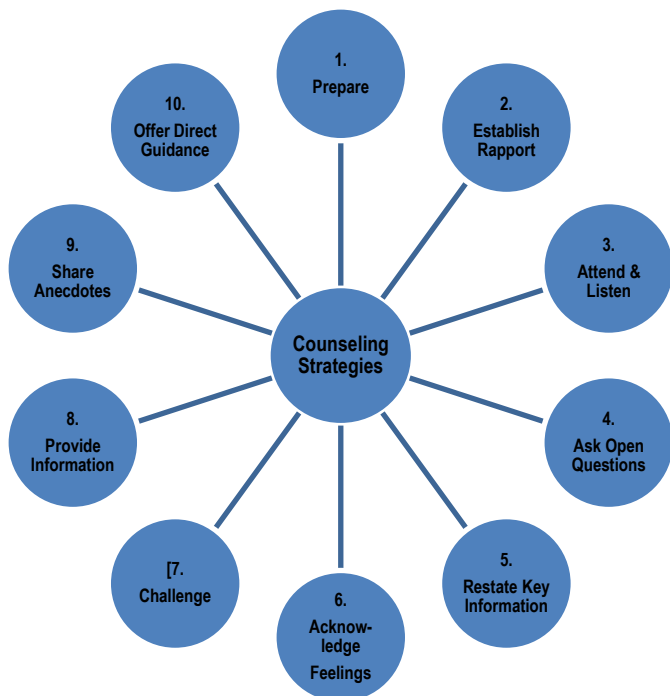 1.
Prepare
2.
Establish
Rapport
3.
Attend &
Listen
4.
Ask Open
Questions
5.
Restate Key
Information
6.
Acknow-
ledge
Feelings
[7.
Challenge
8.
Provide
Information
9.
Share
Anecdotes
10.
Offer Direct
Guidance
Counseling
Strategies